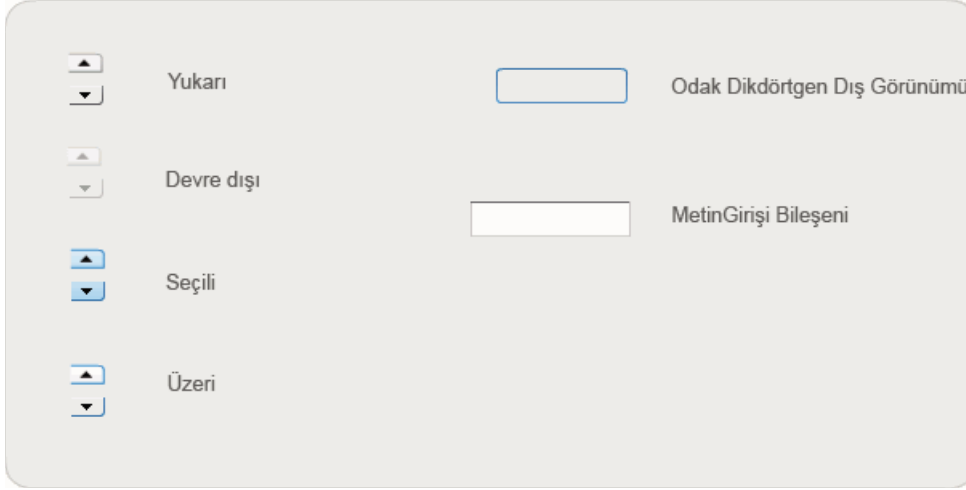 Yukarı
Odak Dikdörtgen Dış Görünümü
Devre dışı
MetinGirişi Bileşeni
Seçili
Üzeri